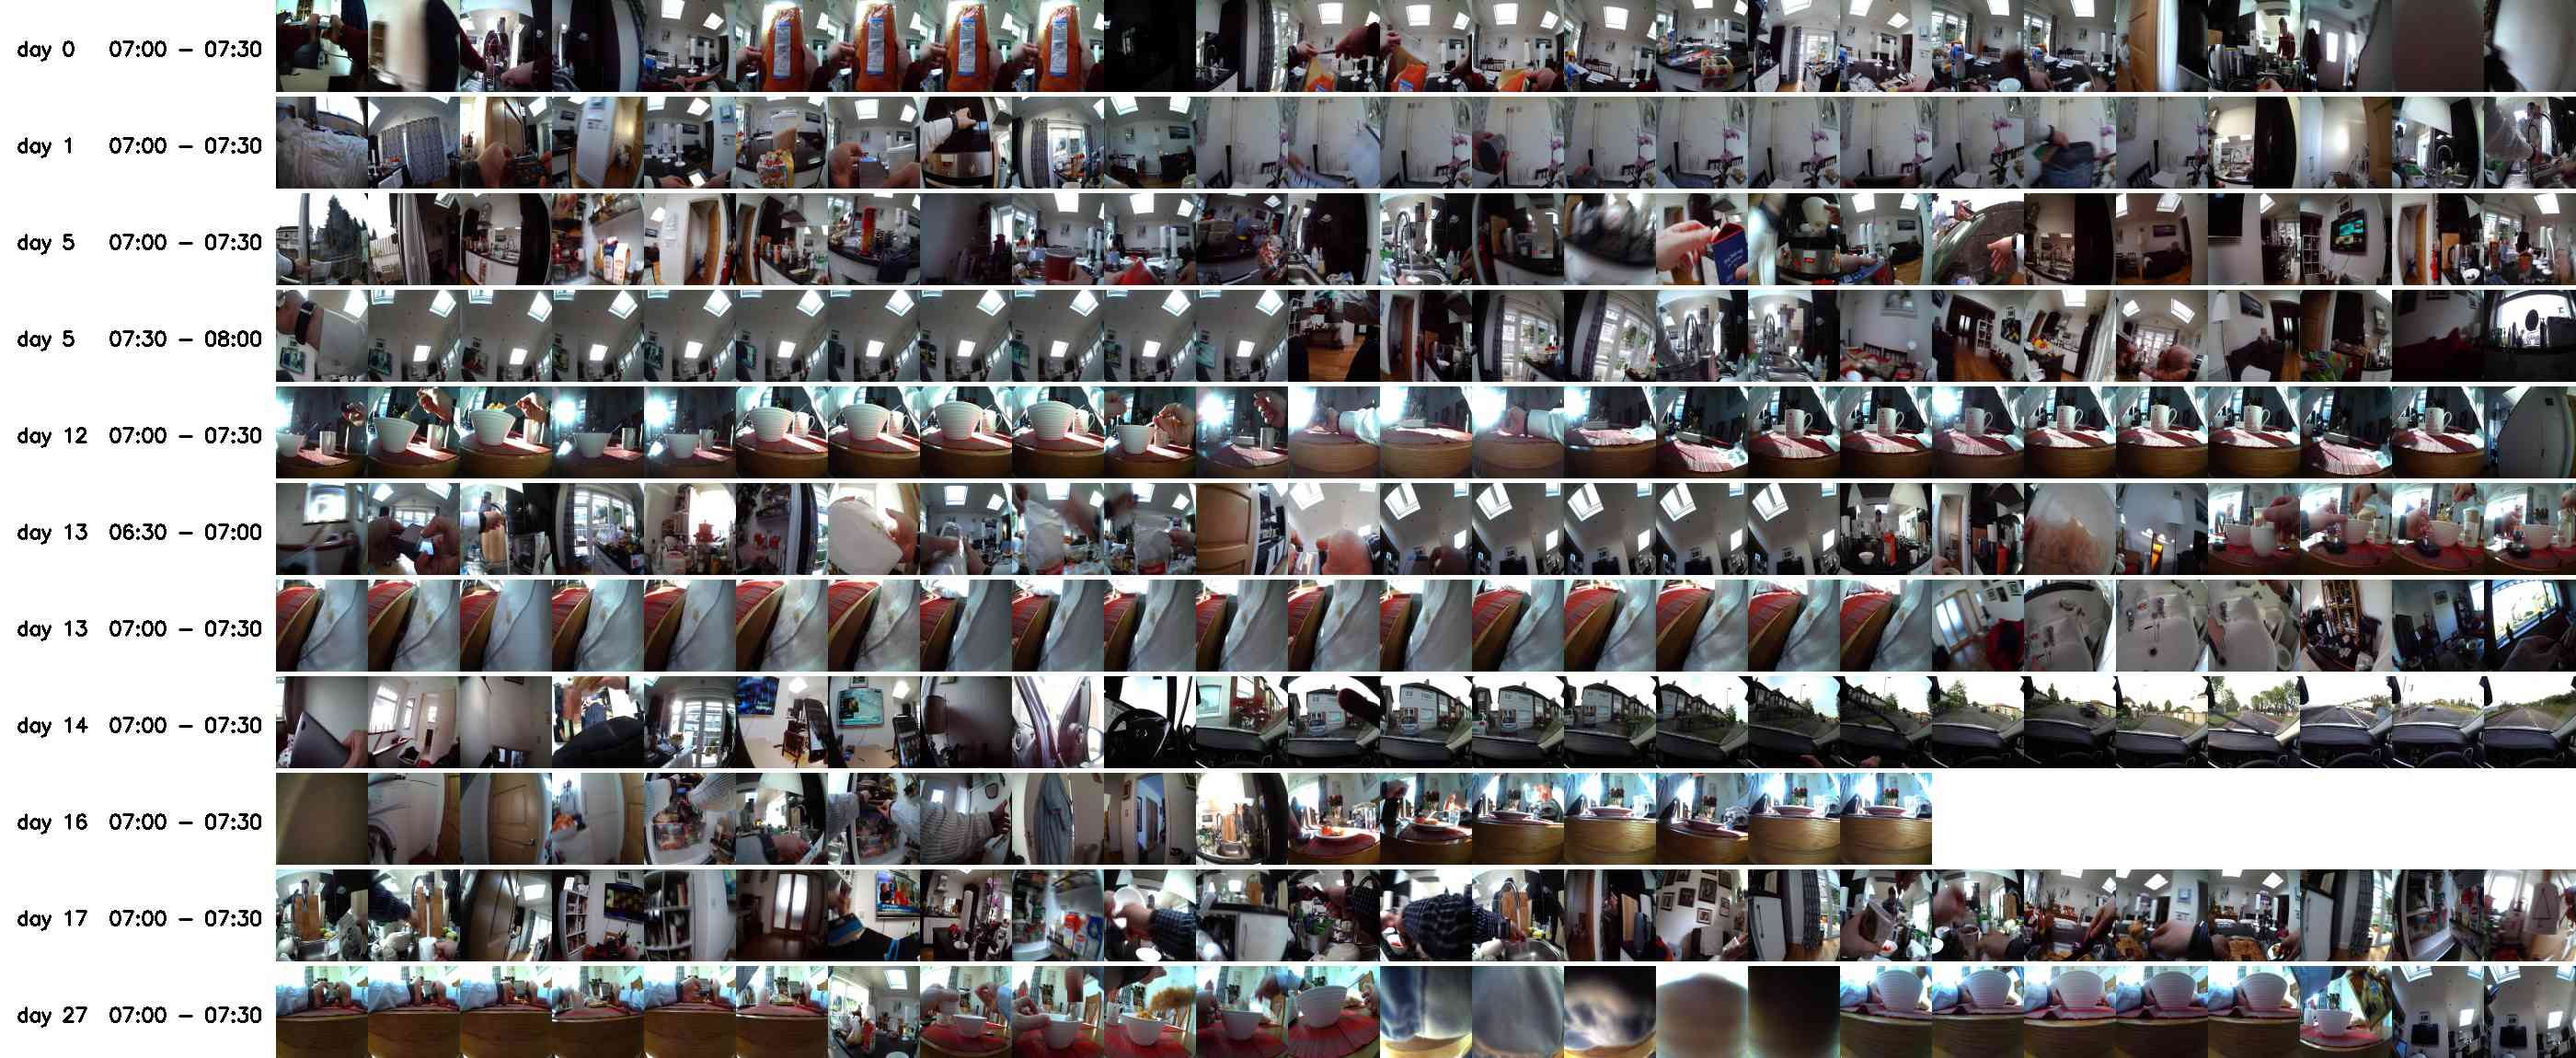 day 0 07:00 - 07:30
day 1 07:00 - 07:30
day 5 07:00 - 07:30
day 5 07:30 - 08:00
day 12 07:00 - 07:30
day 13 06:30 - 07:00
day 13 07:00 - 07:30
day 14 07:00 - 07:30
day 16 07:00 - 07:30
day 17 07:00 - 07:30
day 27 07:00 - 07:30